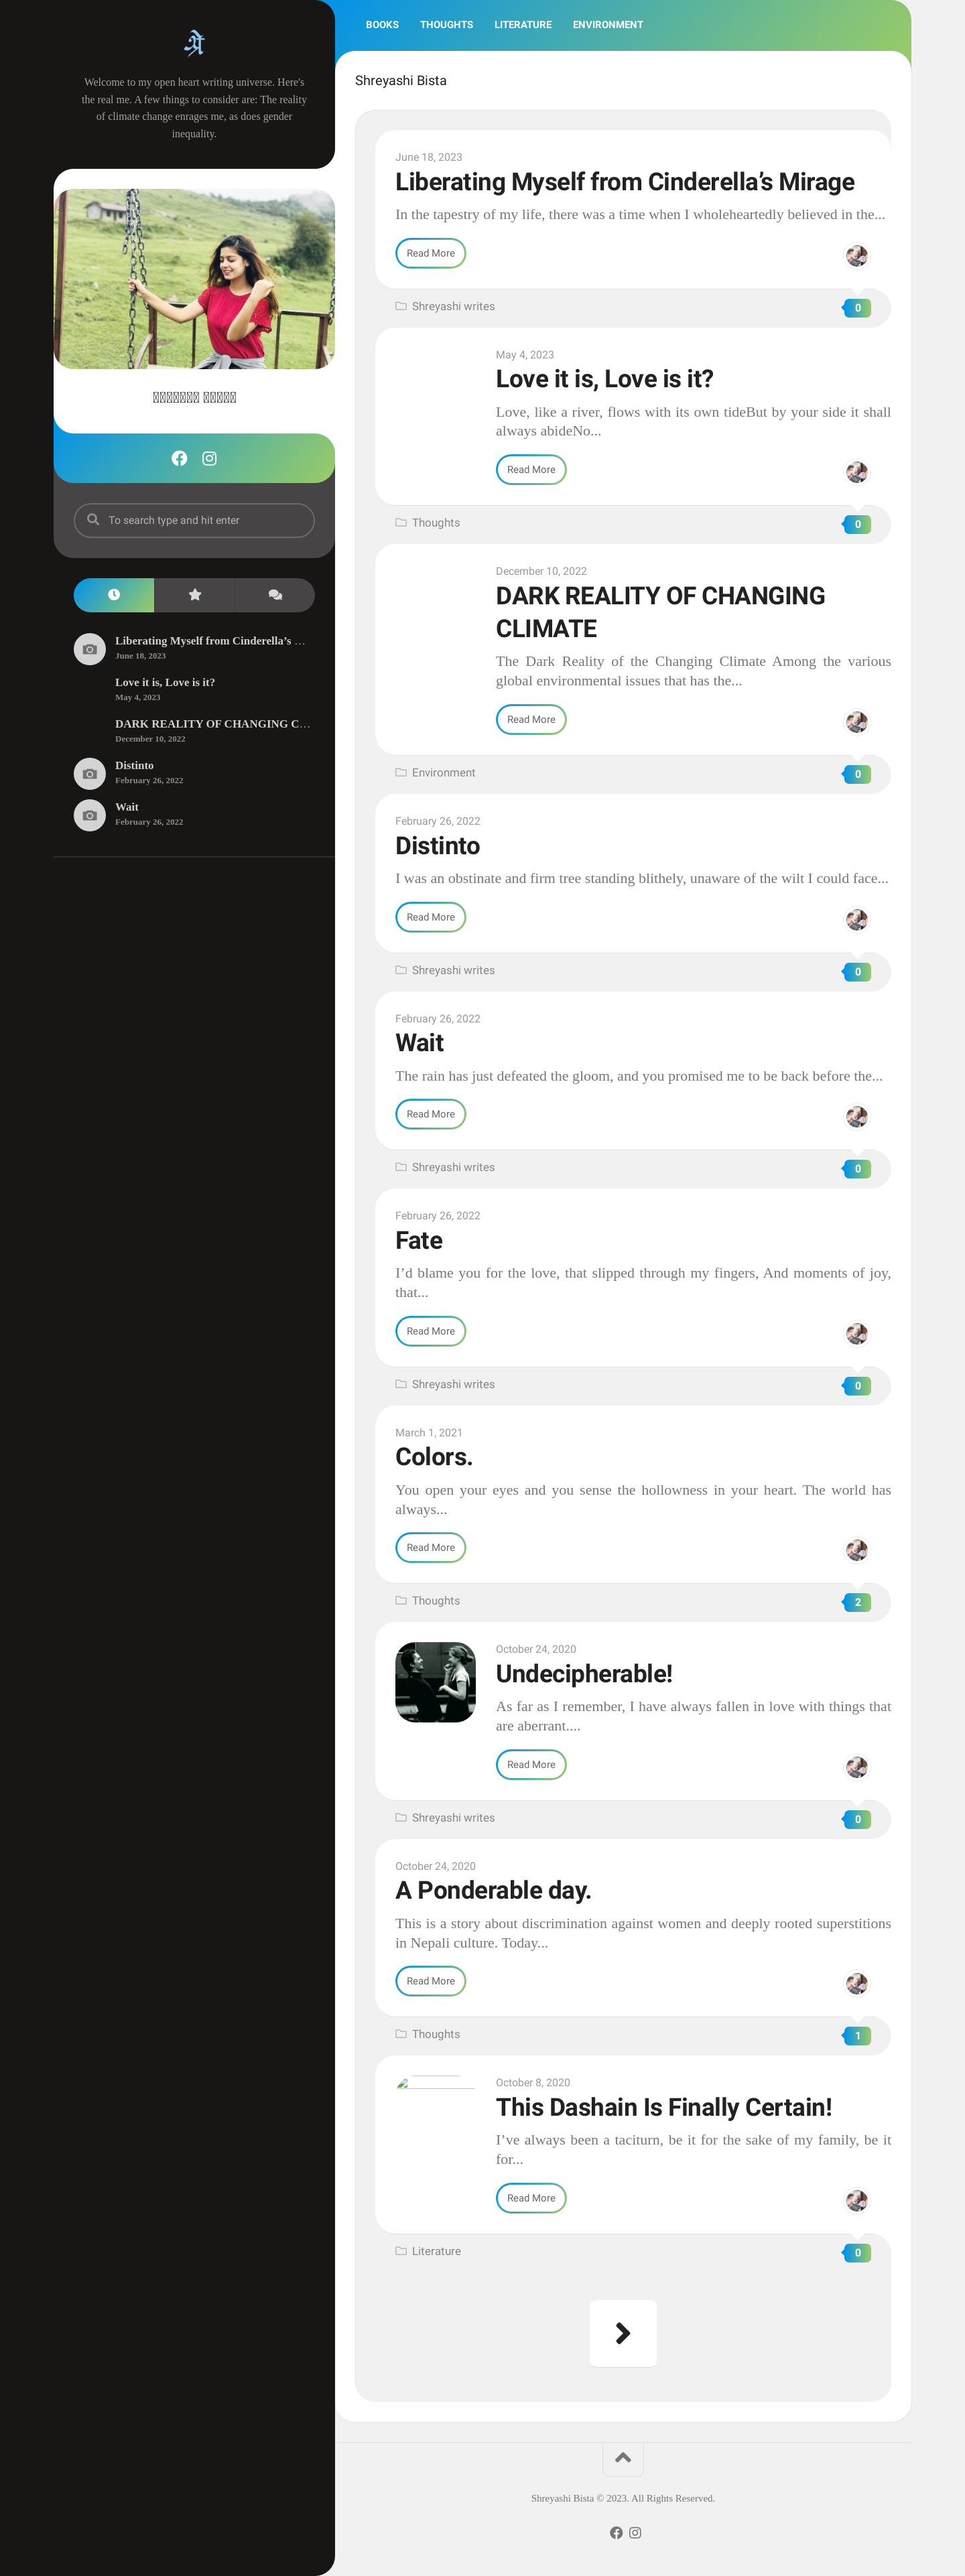 Welcome to my open heart writing universe. Here's
the real me. A few things to consider are: The reality
of climate change enrages me, as does gender
inequality.
To search type and hit enter
Liberating Myself from Cinderella’s …
June 18, 2023
Love it is, Love is it?
May 4, 2023
DARK REALITY OF CHANGING C…
December 10, 2022
Distinto
February 26, 2022
Wait
February 26, 2022
BOOKS THOUGHTS LITERATURE ENVIRONMENT
Shreyashi Bista
June 18, 2023
Liberating Myself from Cinderella’s Mirage
In the tapestry of my life, there was a time when I wholeheartedly believed in the...
Read More
Shreyashi writes
0
May 4, 2023
Love it is, Love is it?
Love, like a river, flows with its own tideBut by your side it shall
always abideNo...
Read More
Thoughts
0
December 10, 2022
DARK REALITY OF CHANGING
CLIMATE
The Dark Reality of the Changing Climate Among the various
global environmental issues that has the...
Read More
Environment
0
February 26, 2022
Distinto
I was an obstinate and firm tree standing blithely, unaware of the wilt I could face...
Read More
Shreyashi writes
0
February 26, 2022
Wait
The rain has just defeated the gloom, and you promised me to be back before the...
Read More
Shreyashi writes
0
February 26, 2022
Fate
I’d blame you for the love, that slipped through my fingers, And moments of joy,
that...
Read More
Shreyashi writes
0
March 1, 2021
Colors.
You open your eyes and you sense the hollowness in your heart. The world has
always...
Read More
Thoughts
2
October 24, 2020
Undecipherable!
As far as I remember, I have always fallen in love with things that
are aberrant....
Read More
Shreyashi writes
0
October 24, 2020
A Ponderable day.
This is a story about discrimination against women and deeply rooted superstitions
in Nepali culture. Today...
Read More
Thoughts
1
October 8, 2020
This Dashain Is Finally Certain!
I’ve always been a taciturn, be it for the sake of my family, be it
for...
Read More
Literature
0
Shreyashi Bista © 2023. All Rights Reserved.